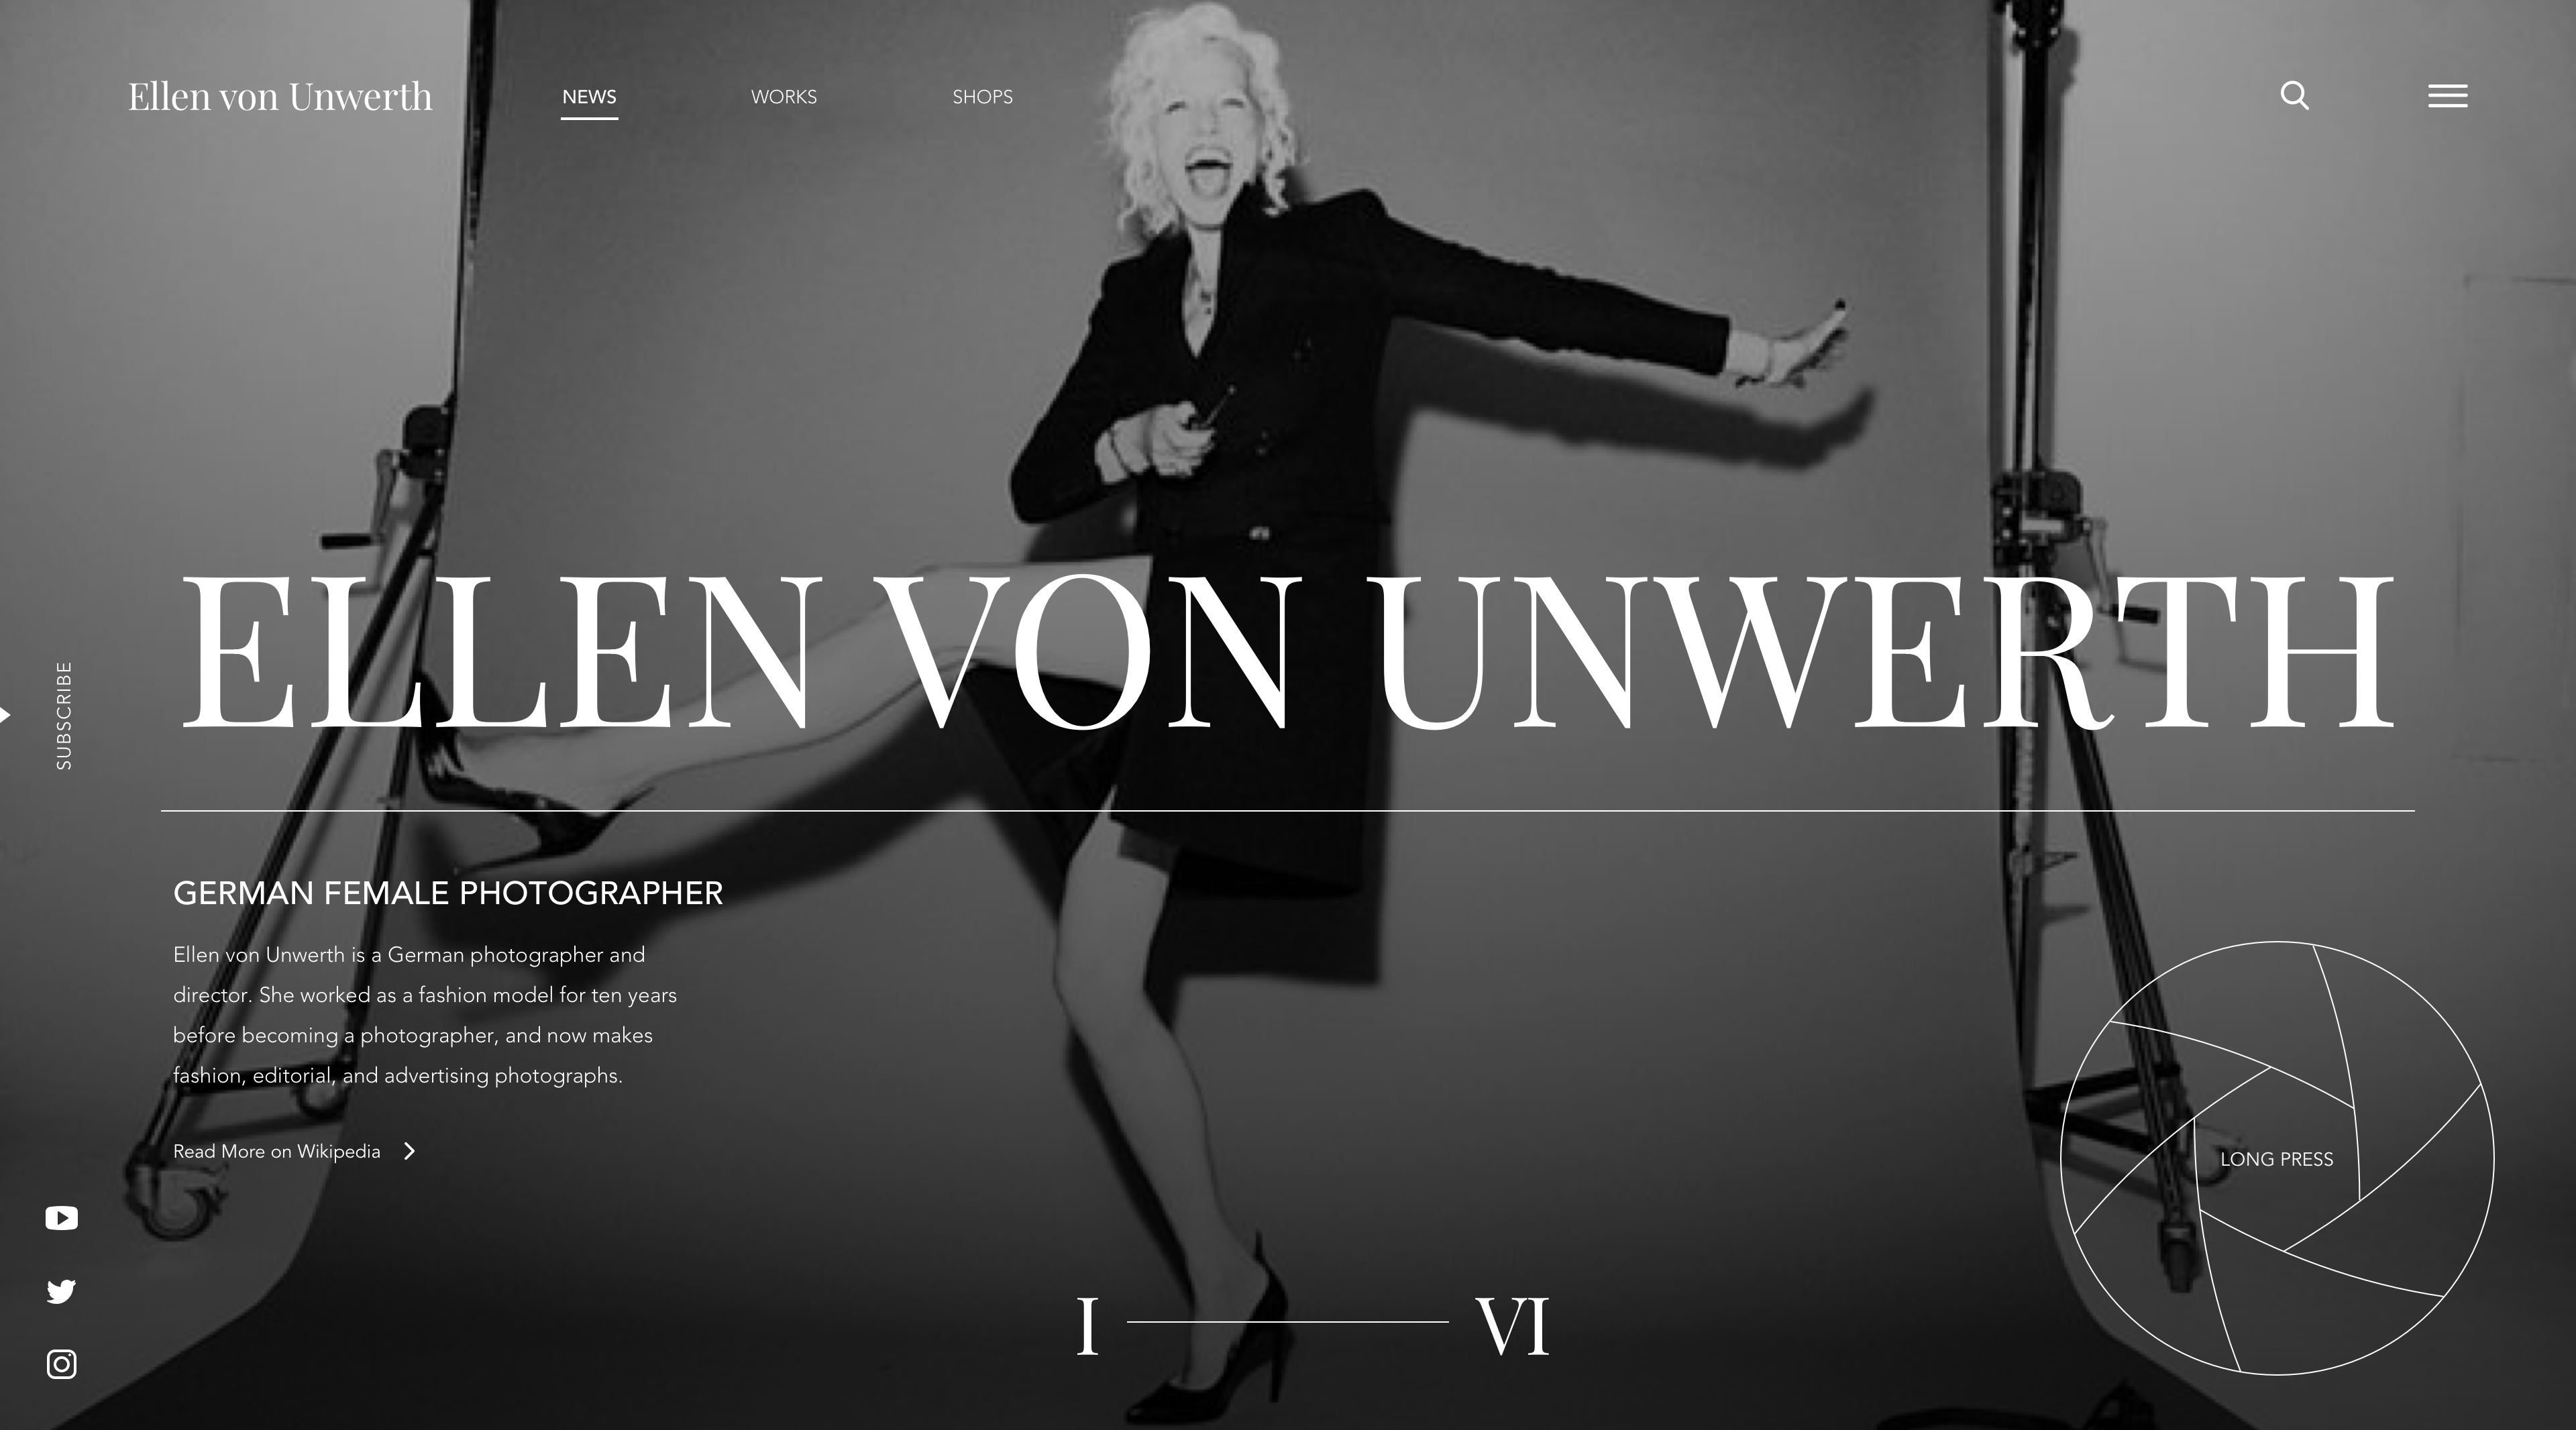 Ellen von Unwerth
NEWS
WORKS
SHOPS
ELLEN VON UNWERTH
SUBSCRIBE
GERMAN FEMALE PHOTOGRAPHER
Ellen von Unwerth is a German photographer and
director. She worked as a fashion model for ten years
before becoming a photographer, and now makes
fashion, editorial, and advertising photographs.
Read More on Wikipedia
LONG PRESS
I
VI